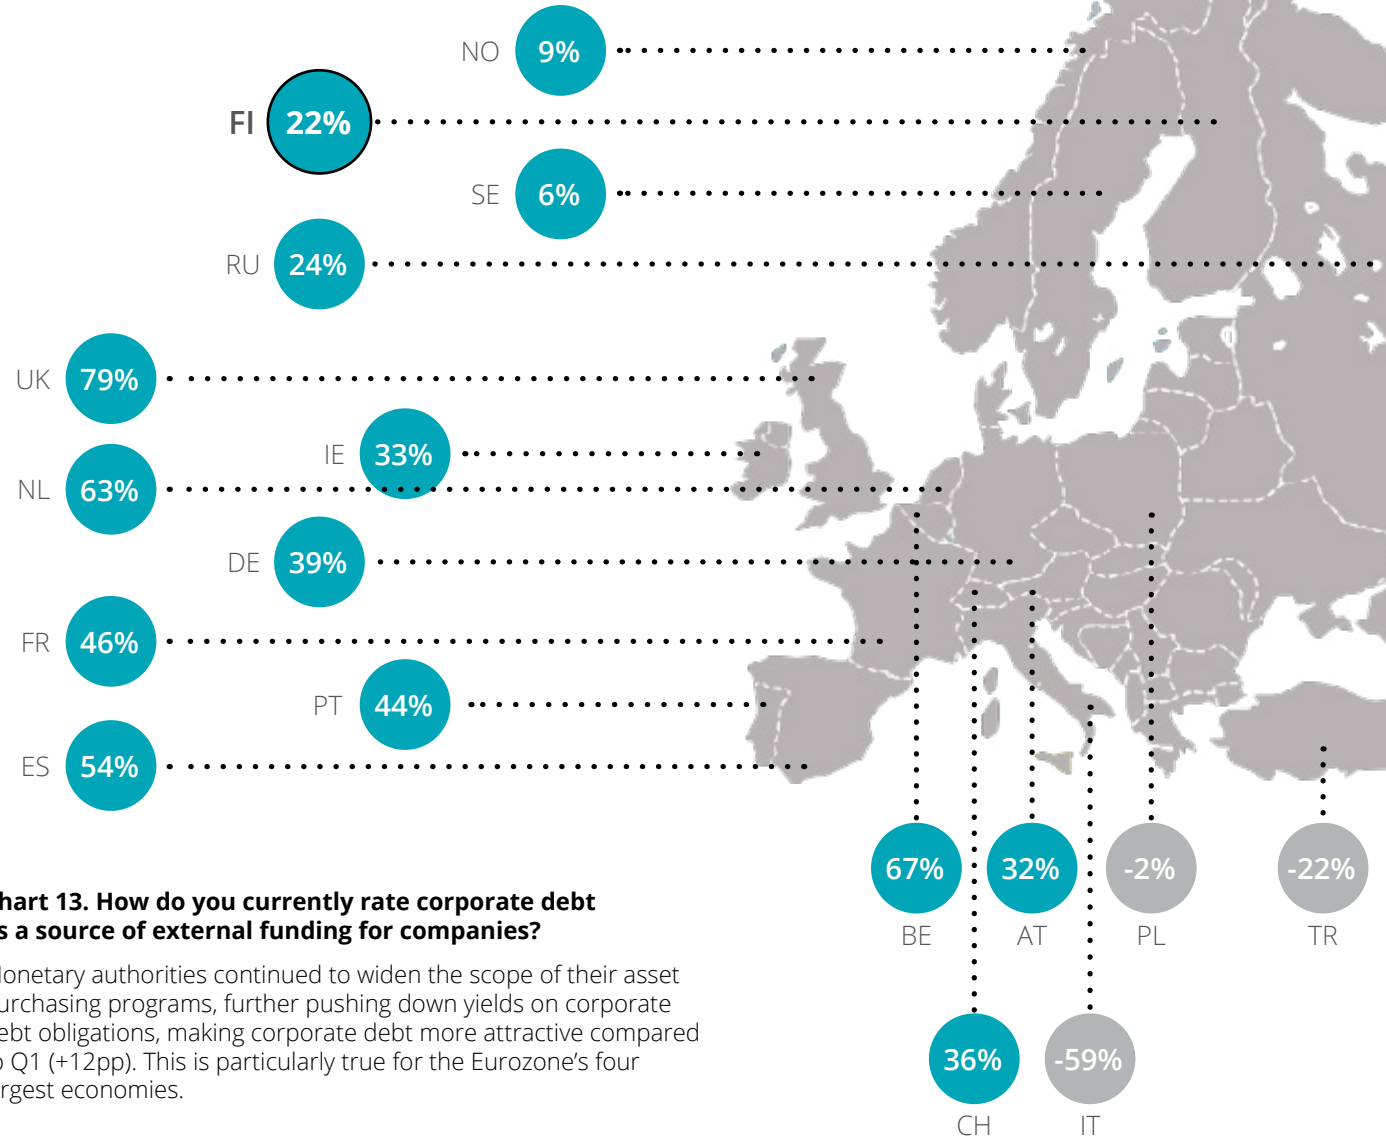 NO 9%
FI 22%
SE 6%
RU 24%
UK 79%
IE 33%
NL 63%
DE 39%
FR 46%
PT 44%
ES 54%
67% 32% -2% -22%
BE AT PL TR
36% -59%
CH IT
hart 13. How do you currently rate corporate debt
s a source of external funding for companies?
onetary authorities continued to widen the scope of their asset
urchasing programs, further pushing down yields on corporate
ebt obligations, making corporate debt more attractive compared
o Q1 (+12pp). This is particularly true for the Eurozone’s four
rgest economies.